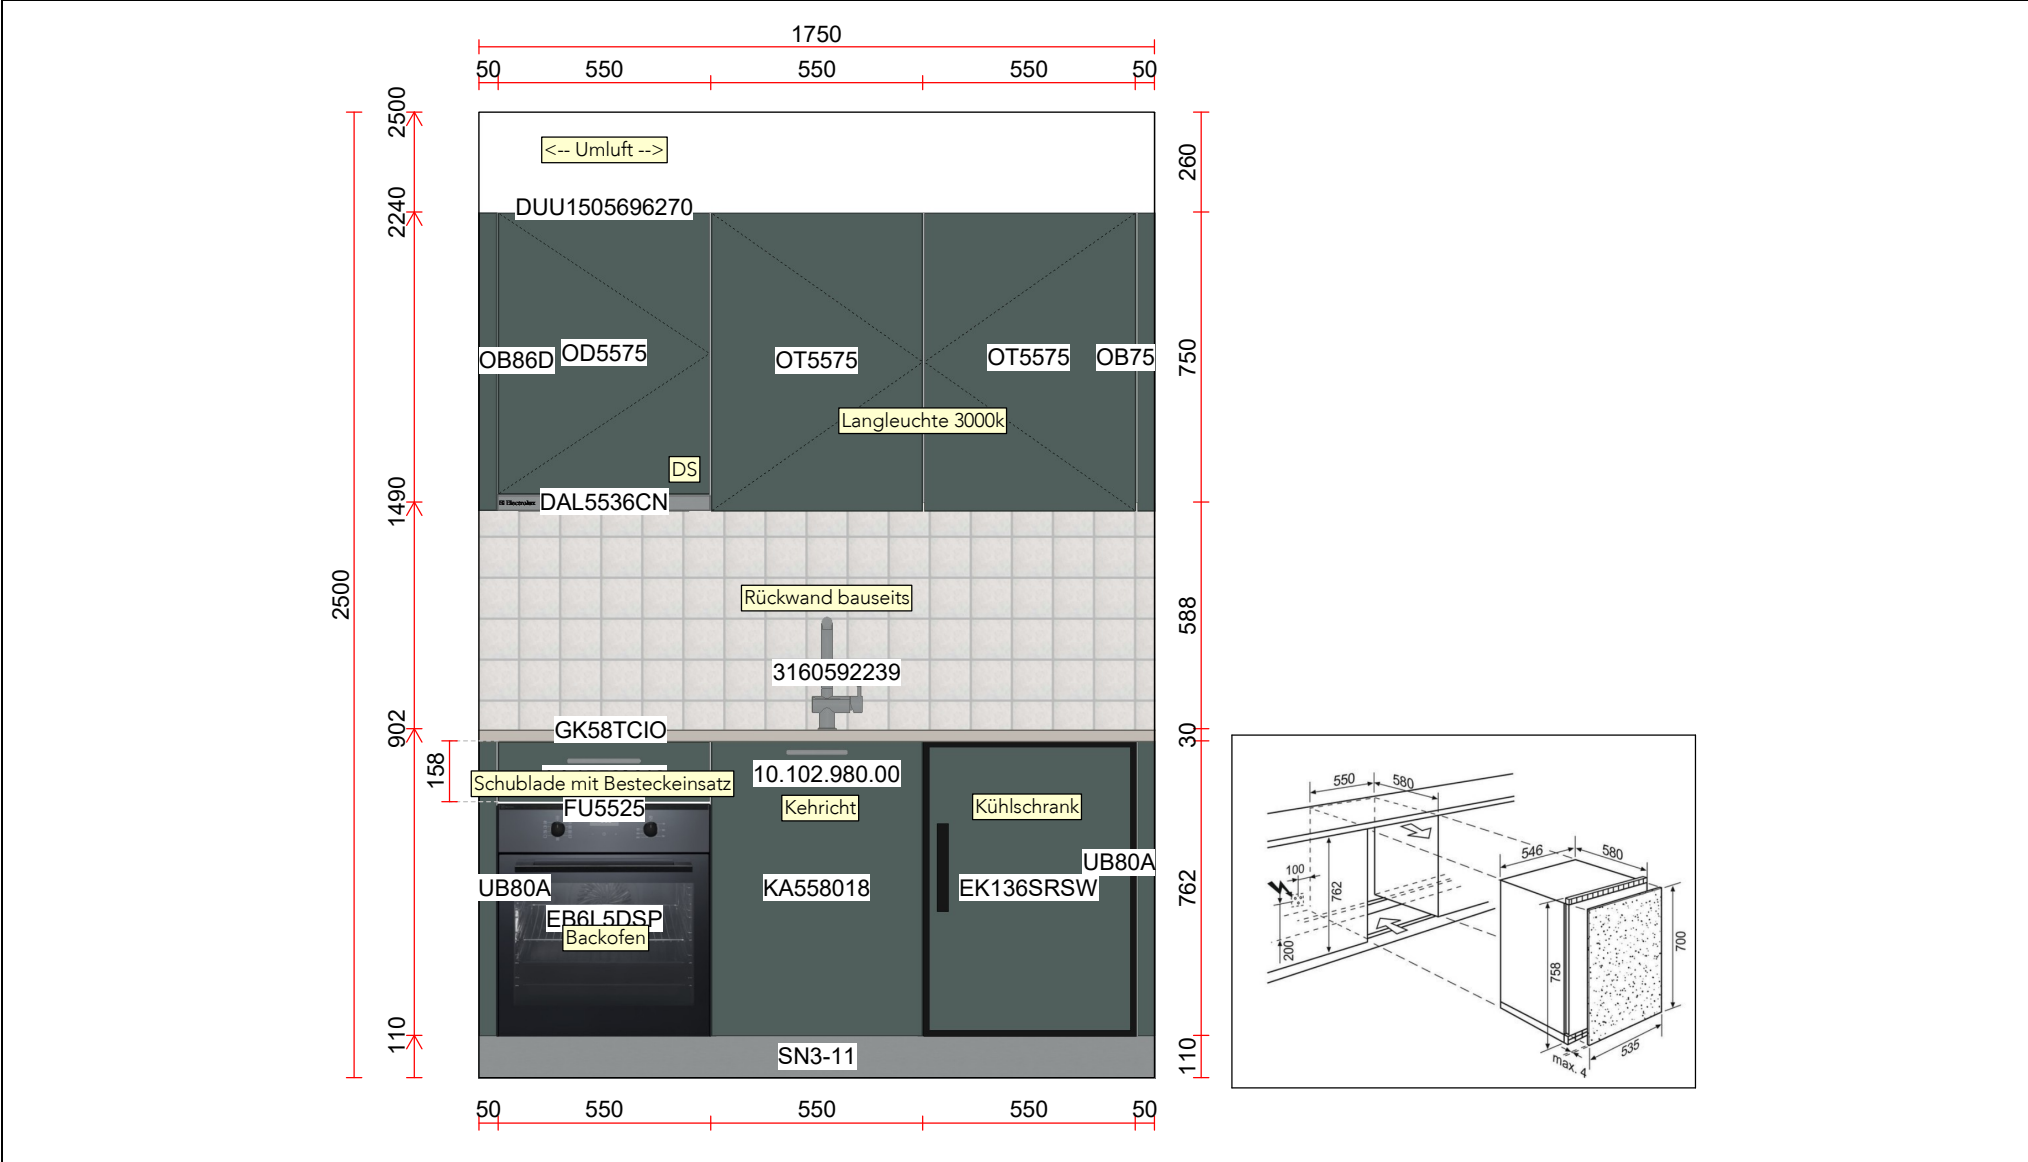 1750
50 550 550 550 50
2500
<-- Umluft -->
260
2240
DUU1505696270
OB86D
OD5575
OT5575
OT5575
OB75
750
Langleuchte 3000k
DS
1490
Electrolux
DAL5536CN
2500
Rückwand bauseits
588
3160592239
902
GK58TCIO
30
158
Schublade mit Besteckeinsatz
10.102.980.00
FU5525
Kehricht
Kühlschrank
UB80A
UB80A
KA558018
EK136SRSW
762
EB6L5DSP
Backofen
110
SN3-11
110
50 550 550 550 50
550
580
546
580
100
762
200
758
700
535
max. 4